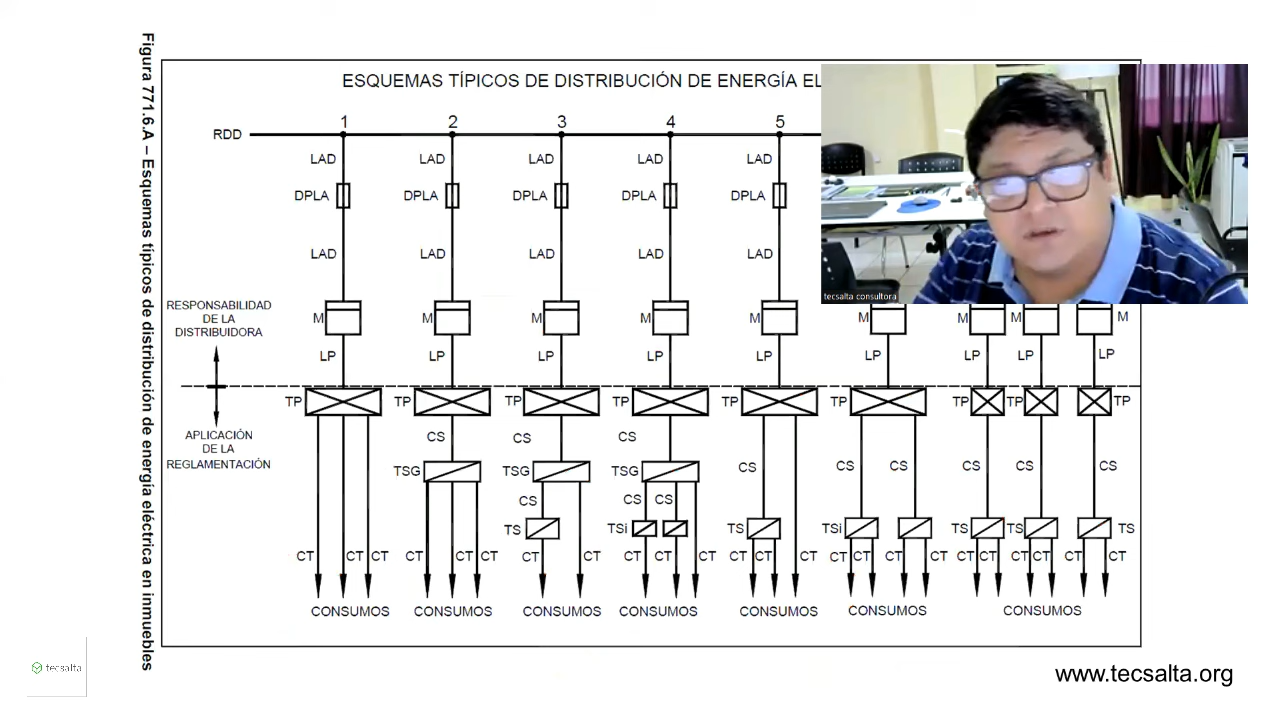 Figura 771.6.A – Esquemas típicos de distribución de energía eléctrica en inmuebles
ESQUEMAS TÍPICOS DE DISTRIBUCIÓN DE ENERGÍA EL
1 2 3 4 5
RDD
LAD LAD LAD LAD LAD
DPLA DPLA DPLA DPLA DPLA
LAD LAD LAD LAD LAD
tecsalta consultora
RESPONSABILIDAD
DE LA
DISTRIBUIDORA
M M M M M M M M M
LP LP LP LP LP LP LP LP LP
TP TP TP TP TP TP TP TP TP
APLICACIÓN
DE LA
REGLAMENTACIÓN
CS CS CS
TSG TSG TSG CS CS CS CS CS CS
CS CS CS
TS TSi TS TSi TS TS TS
CT CT CT CT CT CT CT CT CT CT CT CT CT CT CT CT CT CT CT CT
CONSUMOS CONSUMOS CONSUMOS CONSUMOS CONSUMOS CONSUMOS CONSUMOS
tecsalta
www.tecsalta.org